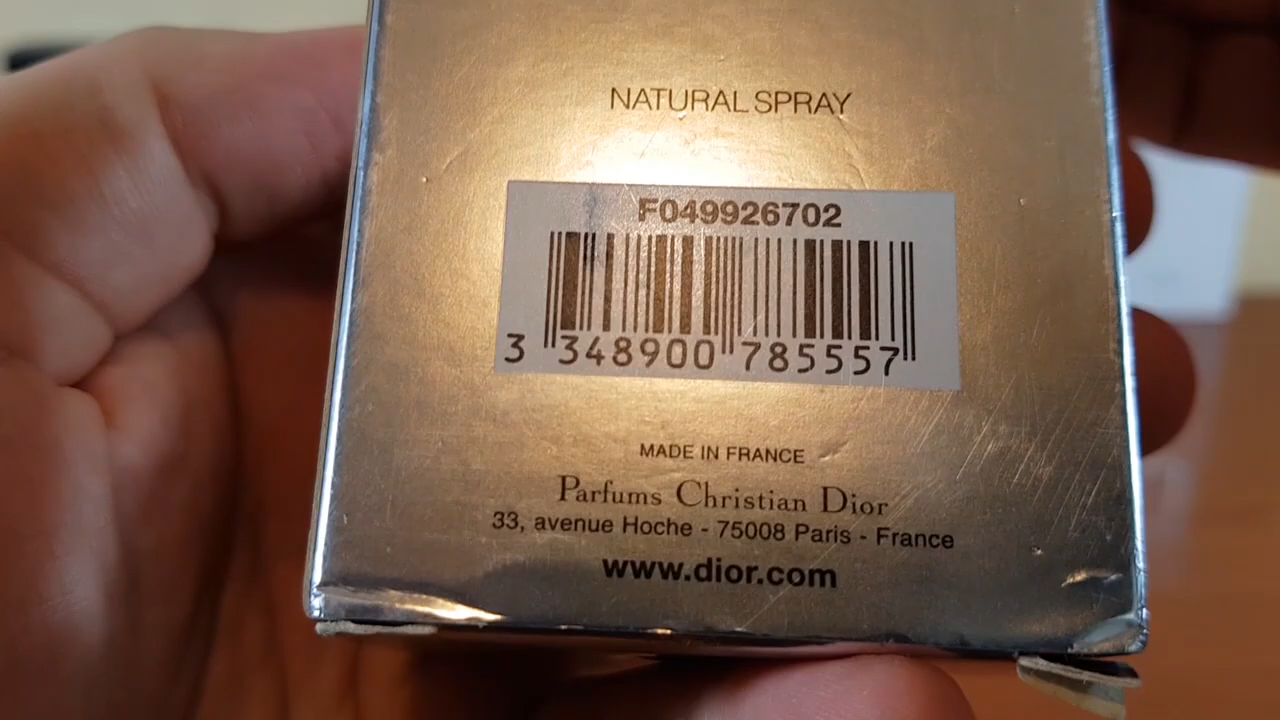 NATURAL SPRAY
F049926702
3 348900 785557
MADE IN FRANCE
Parfums Christian Dior
33, avenue Hoche - 75008 Paris - France
www.dior.com